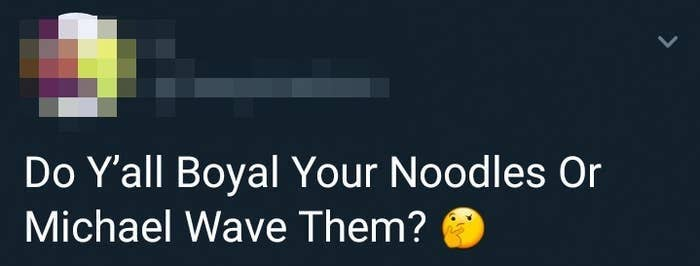 Do Y’all Boyal Your Noodles Or
Michael Wave Them? 🤔